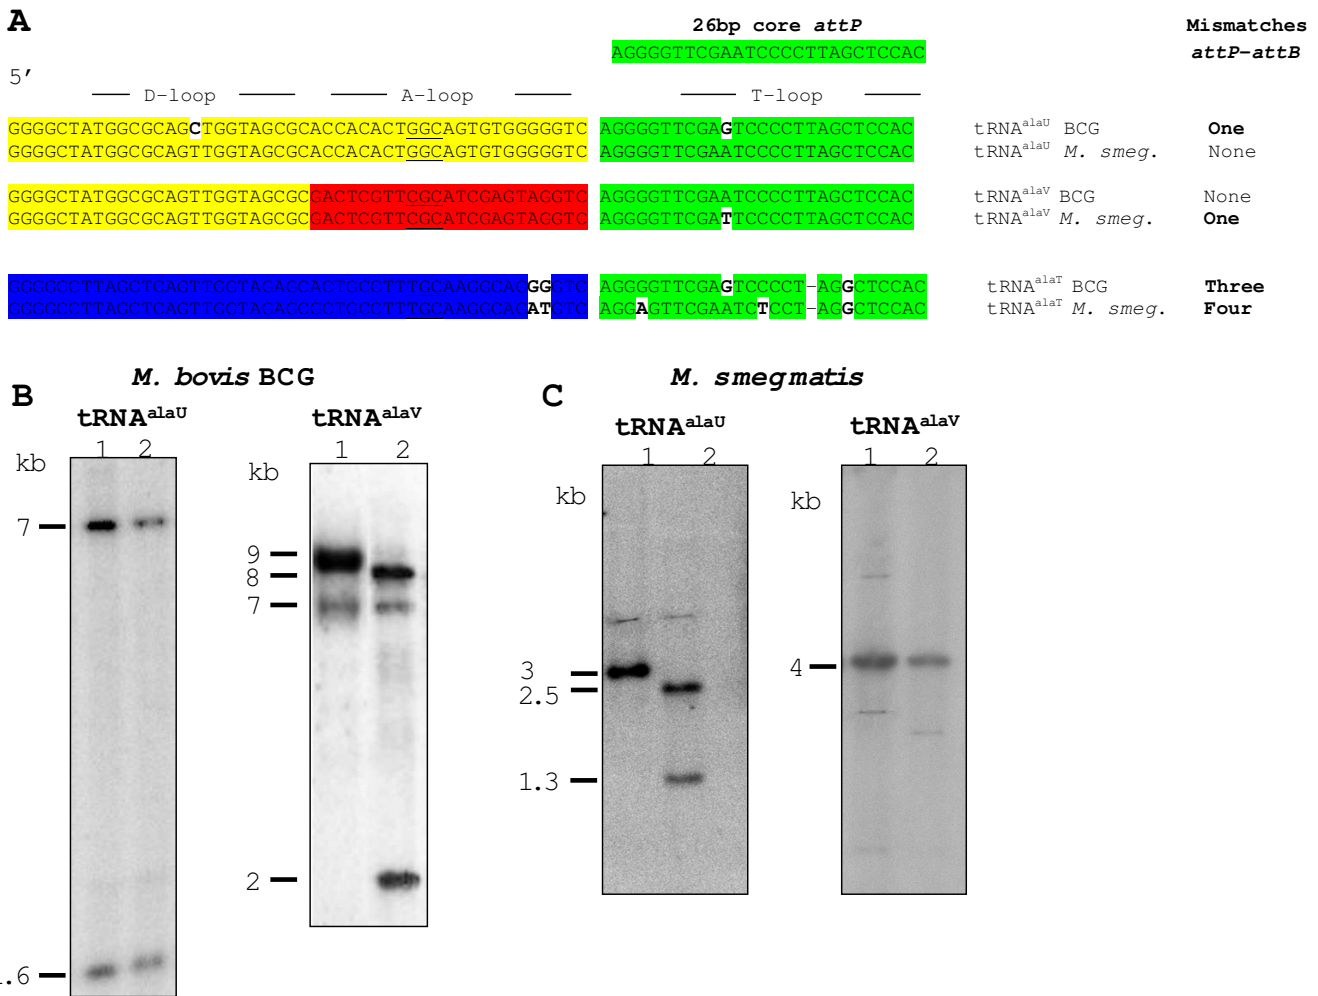 A
26bp core attP
Mismatches
AGGGGTTCGAATCCCCTTAGCTCCAC
attP-attB
5′
D-loop A-loop T-loop
GGGGCTATGGCGCAGCTGGTAGCGCACCACACTGGCAGTGTGGGGGTC AGGGGTTCGAGTCCCCTTAGCTCCAC tRNAalaU BCG One
GGGGCTATGGCGCAGTTGGTAGCGCACCACACTGGCAGTGTGGGGGTC AGGGGTTCGAATCCCCTTAGCTCCAC tRNAalaU M. smeg. None
GGGGCTATGGCGCAGTTGGTAGCGCGACTCGTTCGCATCGAGTAGGTC AGGGGTTCGAATCCCCTTAGCTCCAC tRNAalaV BCG None
GGGGCTATGGCGCAGTTGGTAGCGCGACTCGTTCGCATCGAGTAGGTC AGGGGTTCGATTCCCCTTAGCTCCAC tRNAalaV M. smeg. One
GGGGCCTTAGCTCAGTTGGTAGAGCACTGCCTTTGCAAGGCACGGGTC AGGGGTTCGAGTCCCCT-AGGCTCCAC tRNAalaT BCG Three
GGGGCCTTAGCTCAGTTGGTAGAGCGCTGCCTTTGCAAGGCAGATGTC AGGAGTTCGAATCTCCT-AGGCTCCAC tRNAalaT M. smeg. Four
B
M. bovis BCG
tRNAalaU tRNAalaV
1 2
kb
7
.6
1 2
kb
9
8
7
2
C
M. smegmatis
tRNAalaU tRNAalaV
1 2
kb
3
2.5
1.3
1 2
kb
4